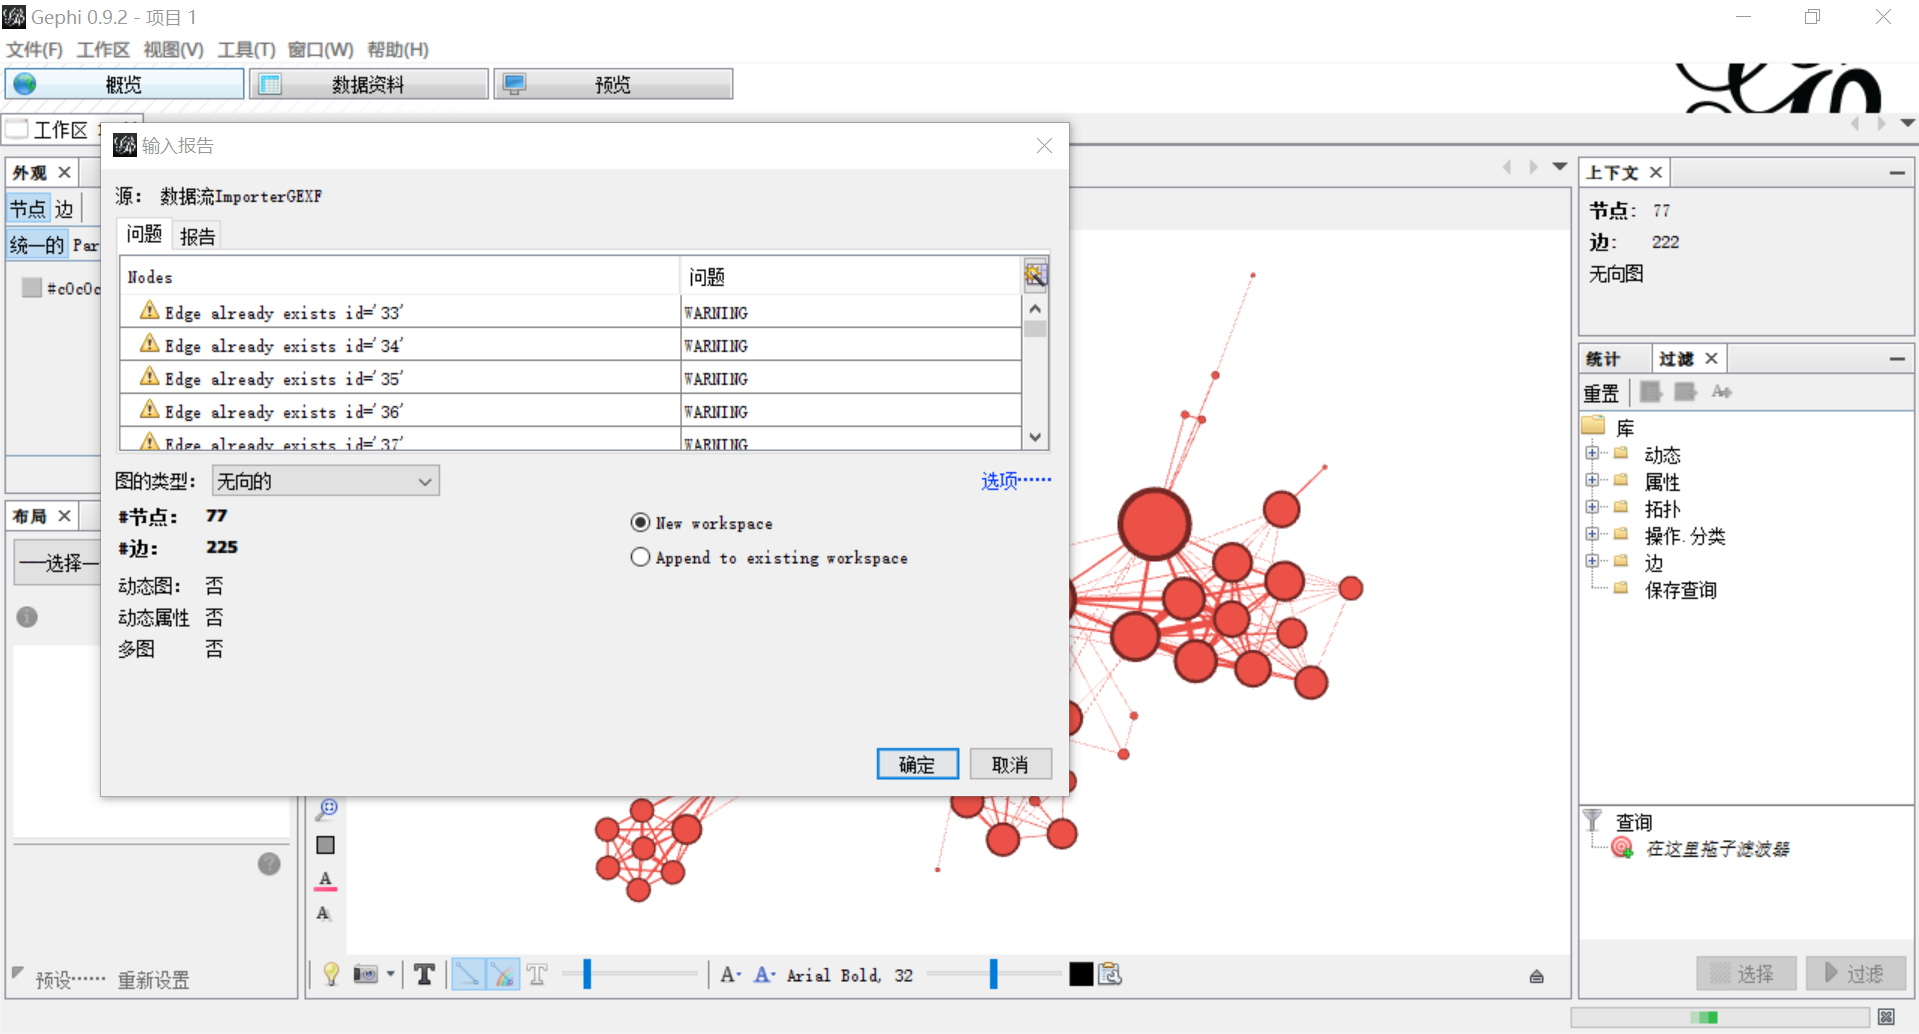 Gephi 0.9.2 - 项目 1
文件(F) 工作区 视图(V) 工具(T) 窗口(W) 帮助(H)
概览 数据资料 预览
工作区
外观
节点 边
统一的 Par
#c0c0c
布局
---选择一
预设······ 重新设置
输入报告
源: 数据流ImporterGEXF
问题 报告
Nodes 问题
Edge already exists id='33' WARNING
Edge already exists id='34' WARNING
Edge already exists id='35' WARNING
Edge already exists id='36' WARNING
Edge already exists id='37' WARNING
图的类型: 无向的 选项······
#节点: 77
#边: 225
动态图: 否
动态属性 否
多图 否
New workspace
Append to existing workspace
确定 取消
Arial Bold, 32
上下文
节点: 77
边: 222
无向图
统计 过滤
重置
库
动态
属性
拓扑
操作.分类
边
保存查询
查询
在这里拖子滤波器
选择 过滤